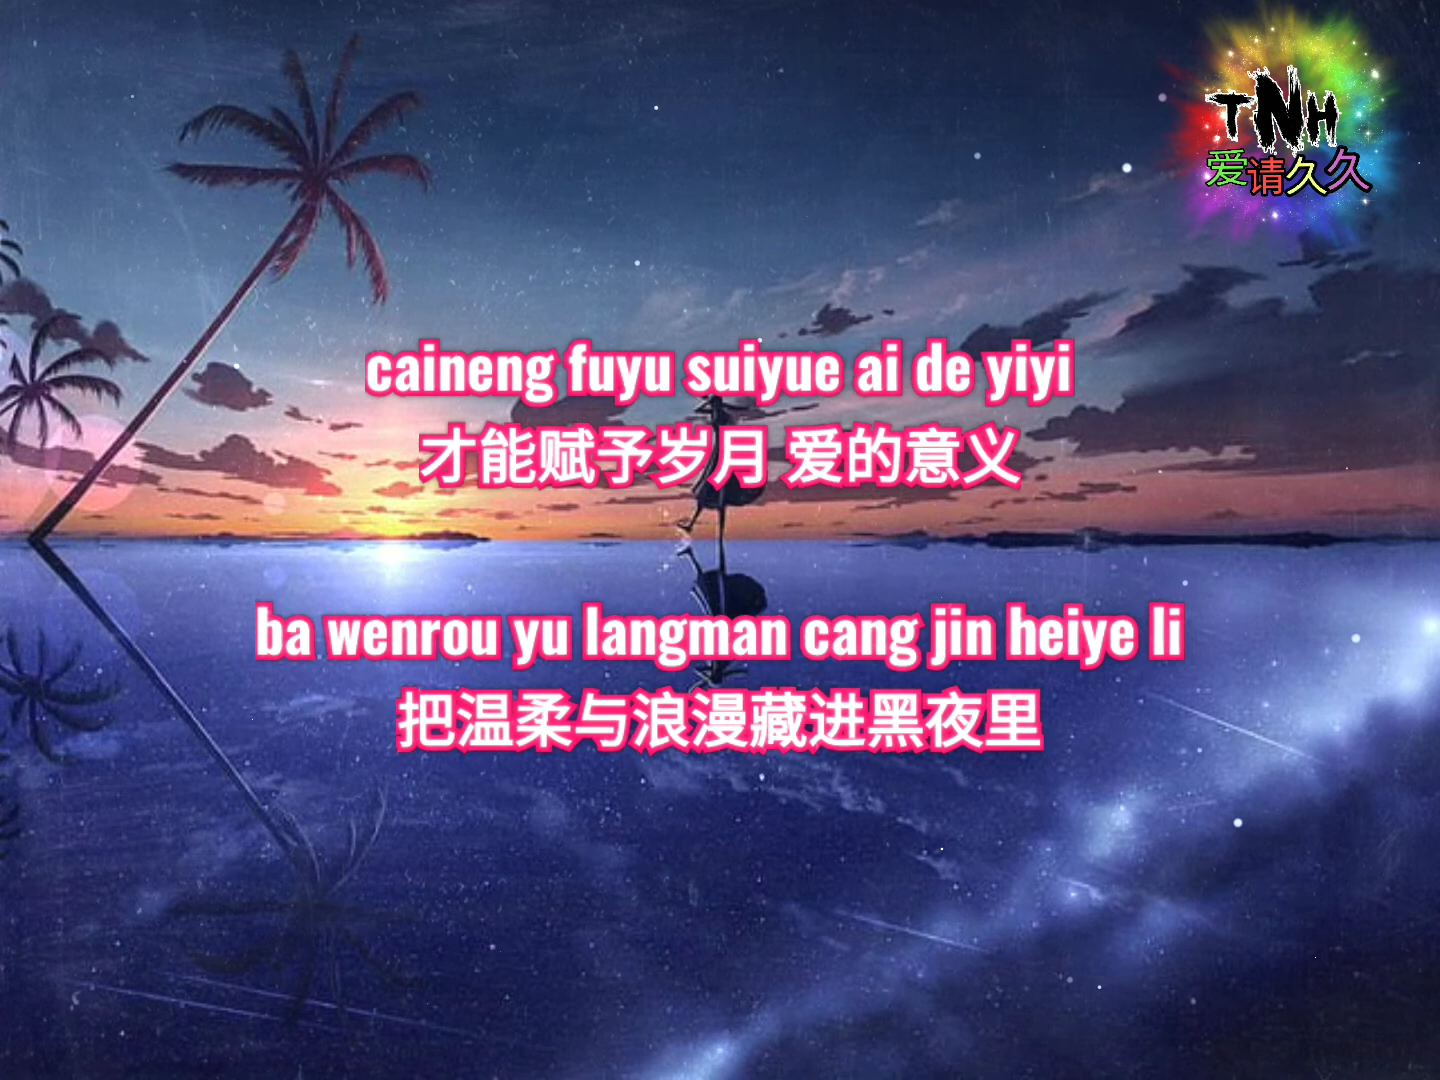 TNH
爱请久久
caineng fuyu suiyue ai de yiyi
才能赋予岁月 爱的意义
ba wenrou yu langman cang jin heiye li
把温柔与浪漫藏进黑夜里